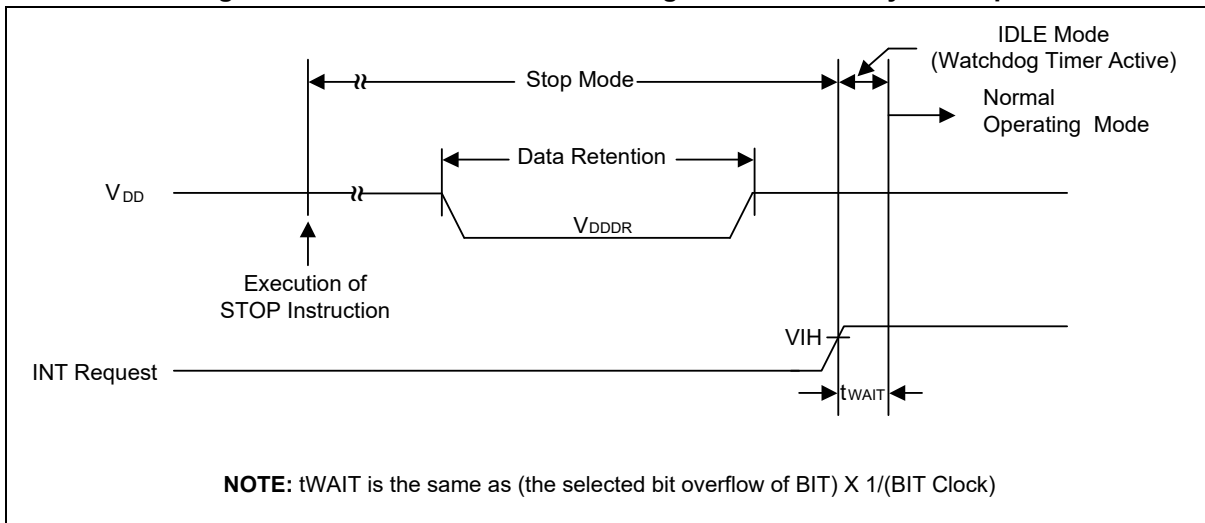 IDLE Mode
(Watchdog Timer Active)
Stop Mode
Normal
Operating Mode
Data Retention
VDD
VDDDR
Execution of
STOP Instruction
VIH
INT Request
tWAIT
NOTE: tWAIT is the same as (the selected bit overflow of BIT) X 1/(BIT Clock)